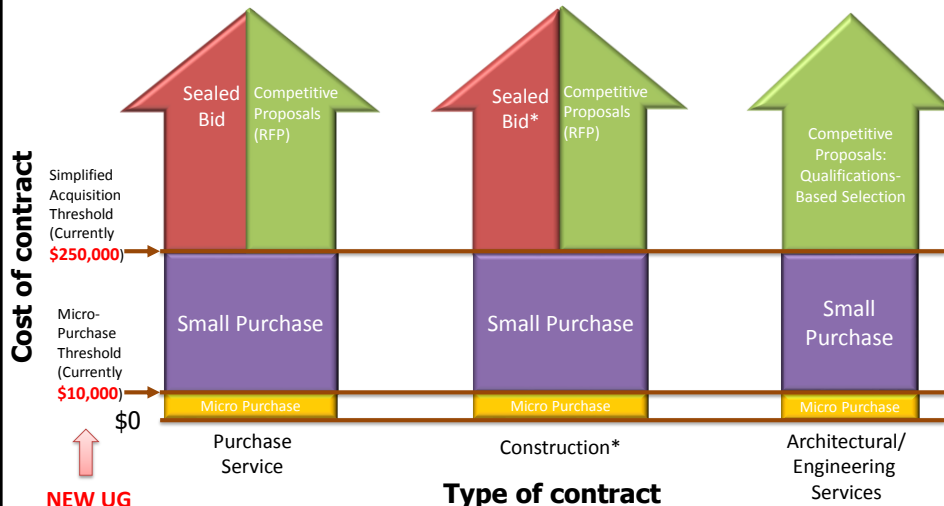 Cost of contract
Simplified
Acquisition
Threshold
(Currently
$250,000)
Micro-
Purchase
Threshold
(Currently
$10,000)
$0
NEW UG
Sealed
Bid
Competitive
Proposals
(RFP)
Small Purchase
Micro Purchase
Purchase
Service
Sealed
Bid*
Competitive
Proposals
(RFP)
Small Purchase
Micro Purchase
Construction*
Competitive
Proposals:
Qualifications-
Based Selection
Small
Purchase
Micro Purchase
Architectural/
Engineering
Services
Type of contract